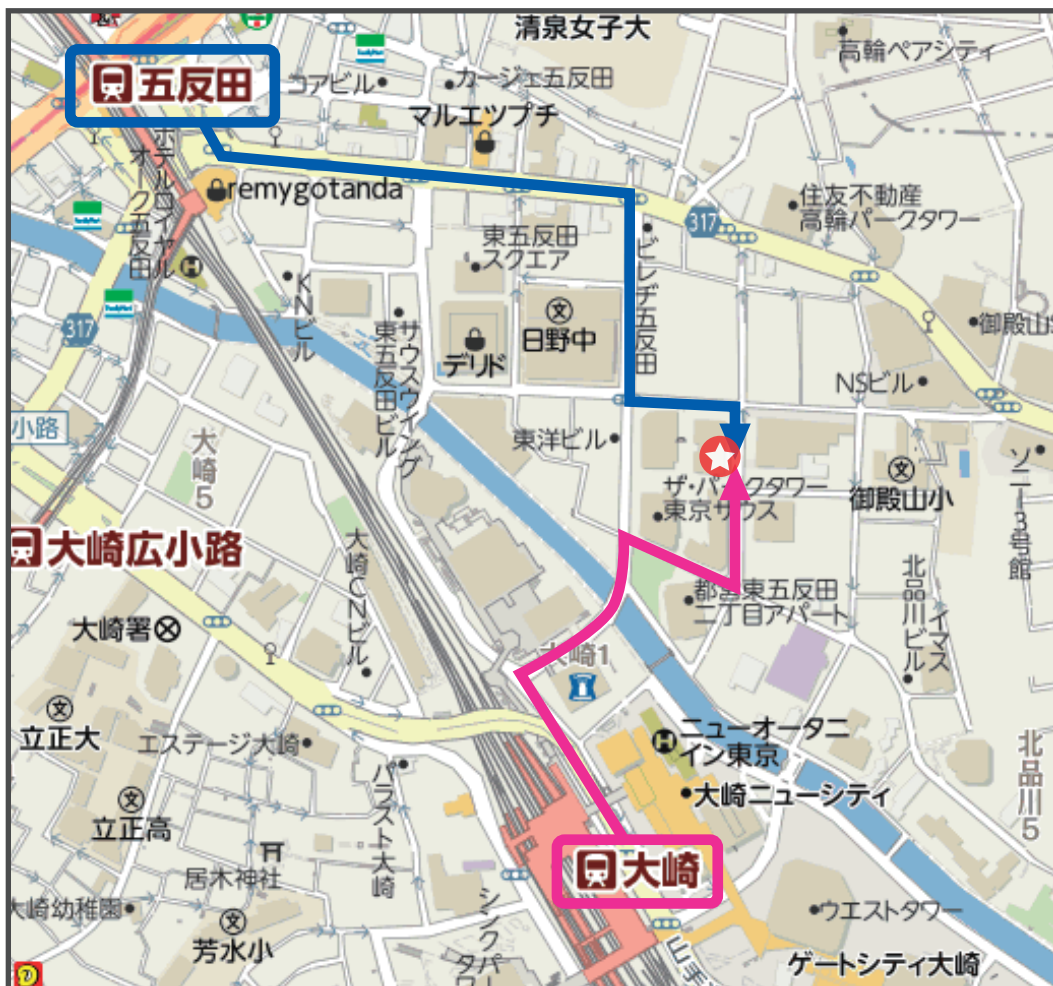 清泉女子大
高輪ペアシティ
五反田
コアビル
カージェ五反田
マルエツプチ
ホテルロイヤル
オーク五反田
remygotanda
住友不動産
高輪パークタワー
317
東五反田
スクエア
ビレヂ五反田
KNビル
サウスウイング
東五反田ビル
日野中
デリド
317
NSビル
小路
大崎5
東洋ビル
ザ・パークタワー
東京サウス
御殿山小
ソニー3号館
大崎広小路
大崎CNビル
都営東五反田
二丁目アパート
イマス
北品川ビル
大崎署
大崎1
立正大
エステージ大崎
ニューオータニ
イン東京
大崎ニューシティ
北品川5
立正高
パラスト大崎
居木神社
大崎
大崎幼稚園
芳水小
ウエストタワー
ゲートシティ大崎
山手